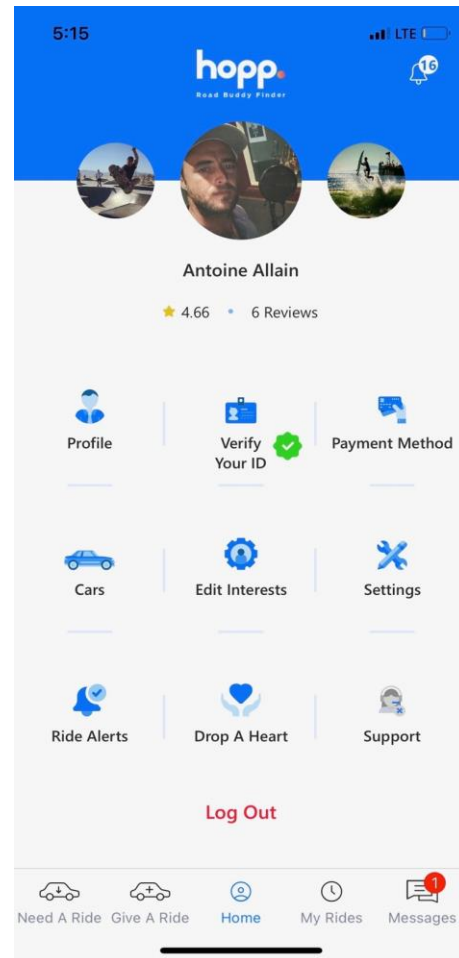 5:15
LTE
hopp.
Road Buddy Finder
16
Antoine Allain
4.66 • 6 Reviews
Profile
Verify
Your ID
Payment Method
Cars
Edit Interests
Settings
Ride Alerts
Drop A Heart
Support
Log Out
1
Need A Ride
Give A Ride
Home
My Rides
Messages